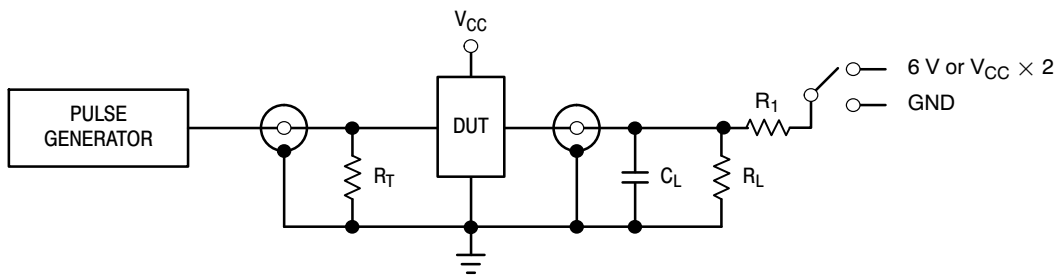 V_CC
6 V or V_CC × 2
GND
PULSE
GENERATOR
R_T
DUT
C_L
R_L
R_1